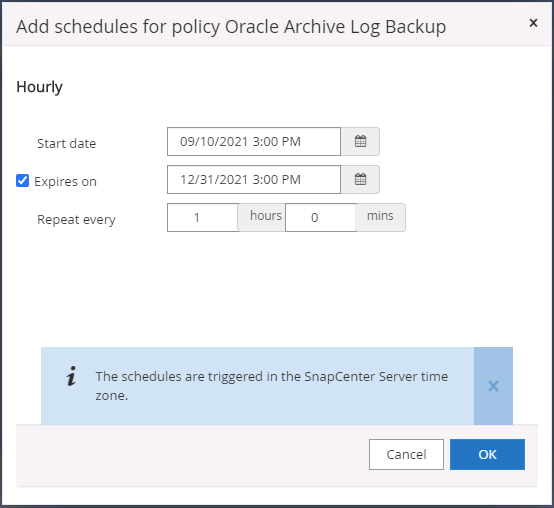 Add schedules for policy Oracle Archive Log Backup ×
Hourly
Start date 09/10/2021 3:00 PM
Expires on 12/31/2021 3:00 PM
Repeat every 1 hours 0 mins
i The schedules are triggered in the SnapCenter Server time ×
zone.
Cancel OK